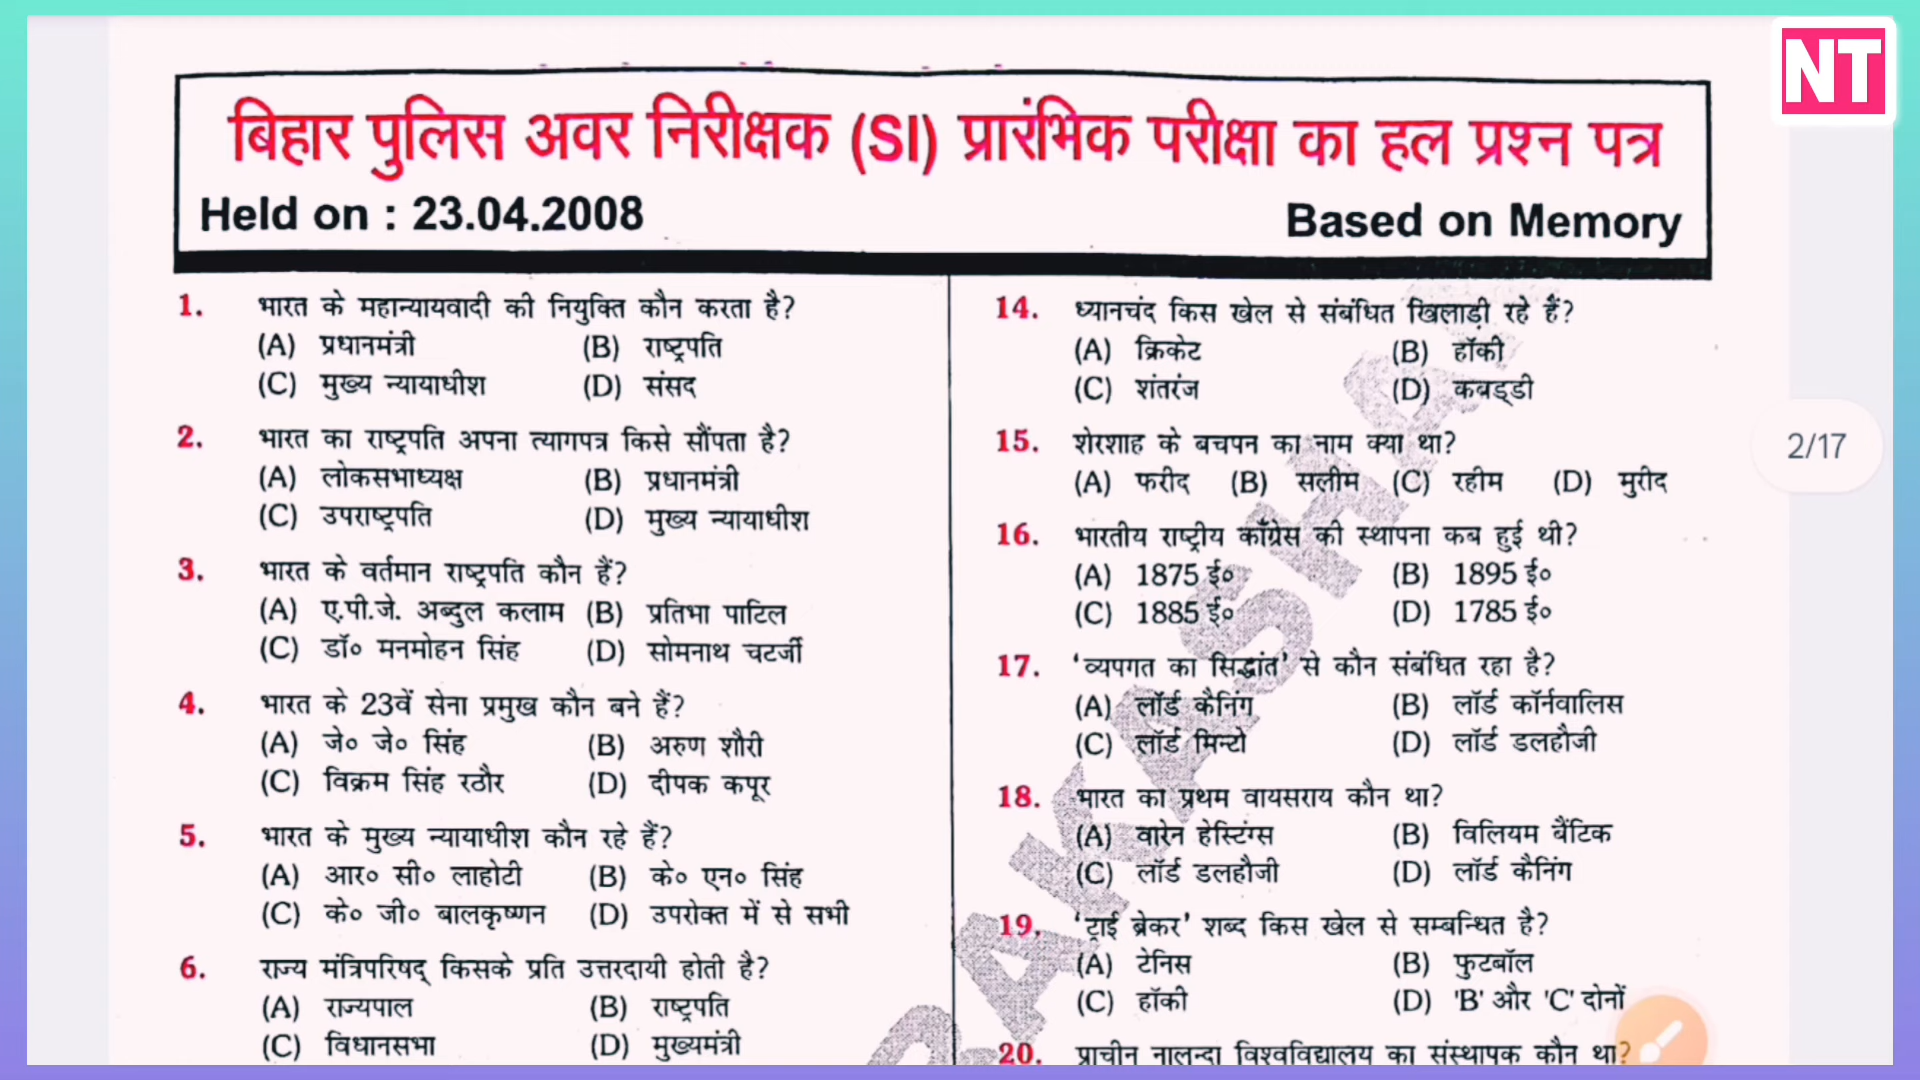 NT
बिहार पुलिस अवर निरीक्षक (SI) प्रारंभिक परीक्षा का हल प्रश्न पत्र
Held on : 23.04.2008 Based on Memory
1. भारत के महान्यायवादी की नियुक्ति कौन करता है?
(A) प्रधानमंत्री (B) राष्ट्रपति
(C) मुख्य न्यायाधीश (D) संसद
2. भारत का राष्ट्रपति अपना त्यागपत्र किसे सौंपता है?
(A) लोकसभाध्यक्ष (B) प्रधानमंत्री
(C) उपराष्ट्रपति (D) मुख्य न्यायाधीश
3. भारत के वर्तमान राष्ट्रपति कौन हैं?
(A) ए.पी.जे. अब्दुल कलाम (B) प्रतिभा पाटिल
(C) डॉ० मनमोहन सिंह (D) सोमनाथ चटर्जी
4. भारत के 23वें सेना प्रमुख कौन बने हैं?
(A) जे० जे० सिंह (B) अरुण शौरी
(C) विक्रम सिंह रठौर (D) दीपक कपूर
5. भारत के मुख्य न्यायाधीश कौन रहे हैं?
(A) आर० सी० लाहोटी (B) के० एन० सिंह
(C) के० जी० बालकृष्णन (D) उपरोक्त में से सभी
6. राज्य मंत्रिपरिषद् किसके प्रति उत्तरदायी होती है?
(A) राज्यपाल (B) राष्ट्रपति
(C) विधानसभा (D) मुख्यमंत्री
14. ध्यानचंद किस खेल से संबंधित खिलाड़ी रहे हैं?
(A) क्रिकेट (B) हॉकी
(C) शंतरंज (D) कबड्डी
15. शेरशाह के बचपन का नाम क्या था?
(A) फरीद (B) सलीम (C) रहीम (D) मुरीद
16. भारतीय राष्ट्रीय काँग्रेस की स्थापना कब हुई थी?
(A) 1875 ई० (B) 1895 ई०
(C) 1885 ई० (D) 1785 ई०
17. 'व्यपगत का सिद्धांत' से कौन संबंधित रहा है?
(A) लॉर्ड कैनिंग (B) लॉर्ड कॉर्नवालिस
(C) लॉर्ड मिन्टो (D) लॉर्ड डलहौजी
18. भारत का प्रथम वायसराय कौन था?
(A) वारेन हेस्टिंग्स (B) विलियम बैंटिक
(C) लॉर्ड डलहौजी (D) लॉर्ड कैनिंग
19. 'ट्राई ब्रेकर' शब्द किस खेल से सम्बन्धित है?
(A) टेनिस (B) फुटबॉल
(C) हॉकी (D) 'B' और 'C' दोनों
20. प्राचीन नालन्दा विश्वविद्यालय का संस्थापक कौन था?
2/17